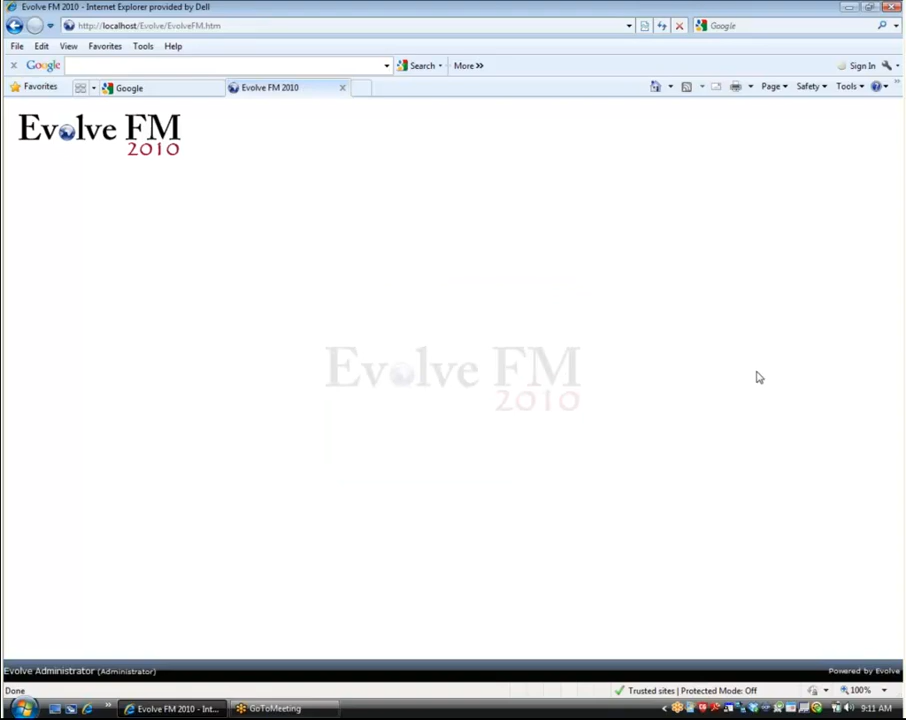 Evolve FM 2010 - Internet Explorer provided by Dell
http://localhost/Evolve/EvolveFM.htm
Google
File Edit View Favorites Tools Help
x Google Search More »
Sign In
Favorites Google Evolve FM 2010 x Page Safety Tools
Evolve FM
2010
Evolve FM
2010
Evolve Administrator (Administrator) Powered by Evolve
Done Trusted sites | Protected Mode: Off 100%
Evolve FM 2010 - Int... GoToMeeting 9:11 AM